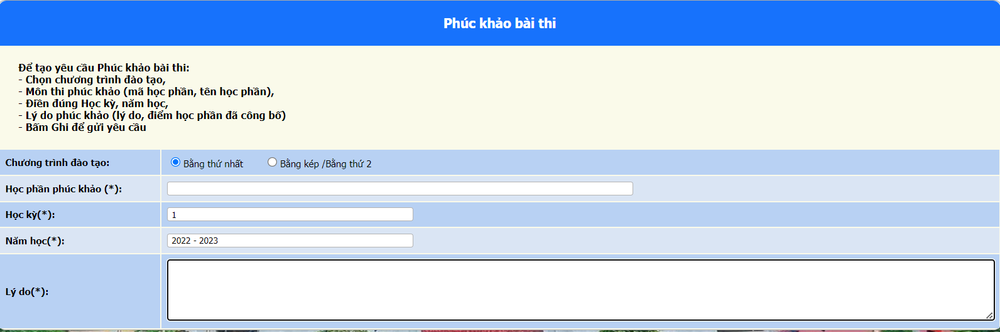 Phúc khảo bài thi
Để tạo yêu cầu Phúc khảo bài thi:
- Chọn chương trình đào tạo,
- Môn thi phúc khảo (mã học phần, tên học phần),
- Điền đúng Học kỳ, năm học,
- Lý do phúc khảo (lý do, điểm học phần đã công bố)
- Bấm Ghi để gửi yêu cầu
Chương trình đào tạo: Bằng thứ nhất Bằng kép /Bằng thứ 2
Học phần phúc khảo (*):
Học kỳ(*): 1
Năm học(*): 2022 - 2023
Lý do(*):